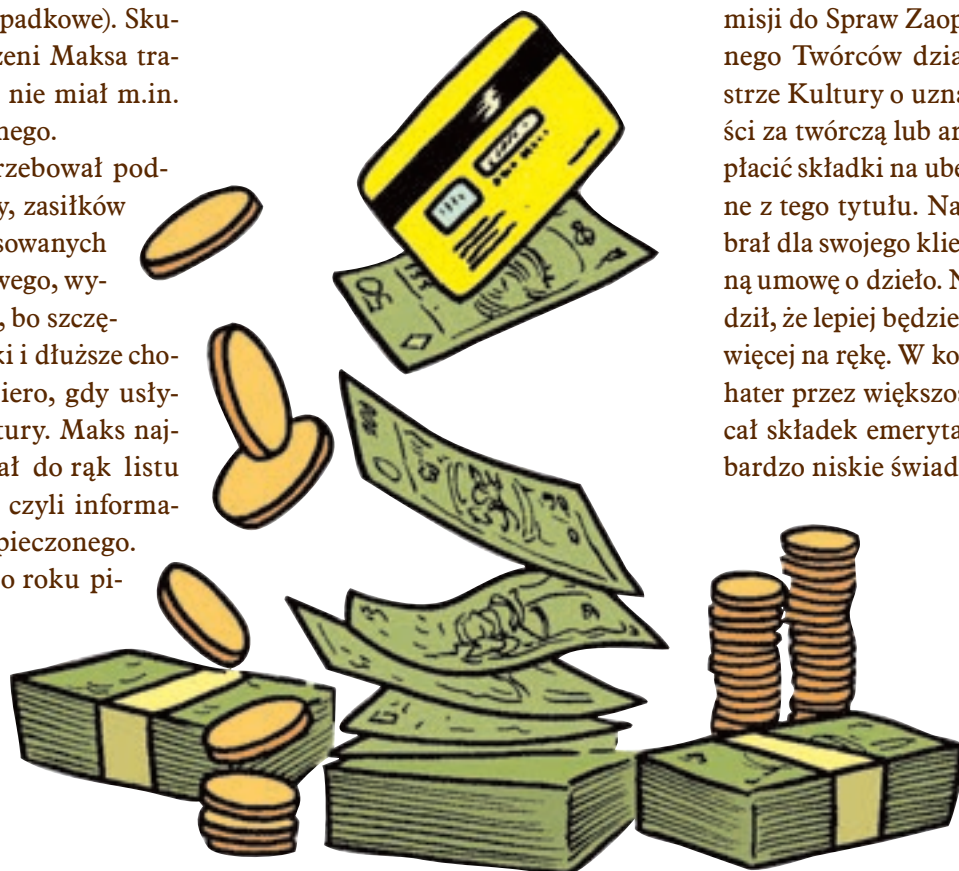 padkowe). Sku-
zeni Maksa tra-
nie miał m.in.
nego.
rzebował pod-
y, zasiłków
sowanych
wego, wy-
, bo szczę-
ki i dłuższe cho-
iero, gdy usły-
tury. Maks naj-
ał do rąk listu
czyli informa-
pieczonego.
o roku pi-
misji do Spraw Zaop
nego Twórców dzia
strze Kultury o uzna
ści za twórczą lub ar
płacić składki na ube
ne z tego tytułu. Na
brał dla swojego klie
ną umowę o dzieło. N
dził, że lepiej będzie
więcej na rękę. W ko
hater przez większoś
cał składek emeryta
bardzo niskie świad
50